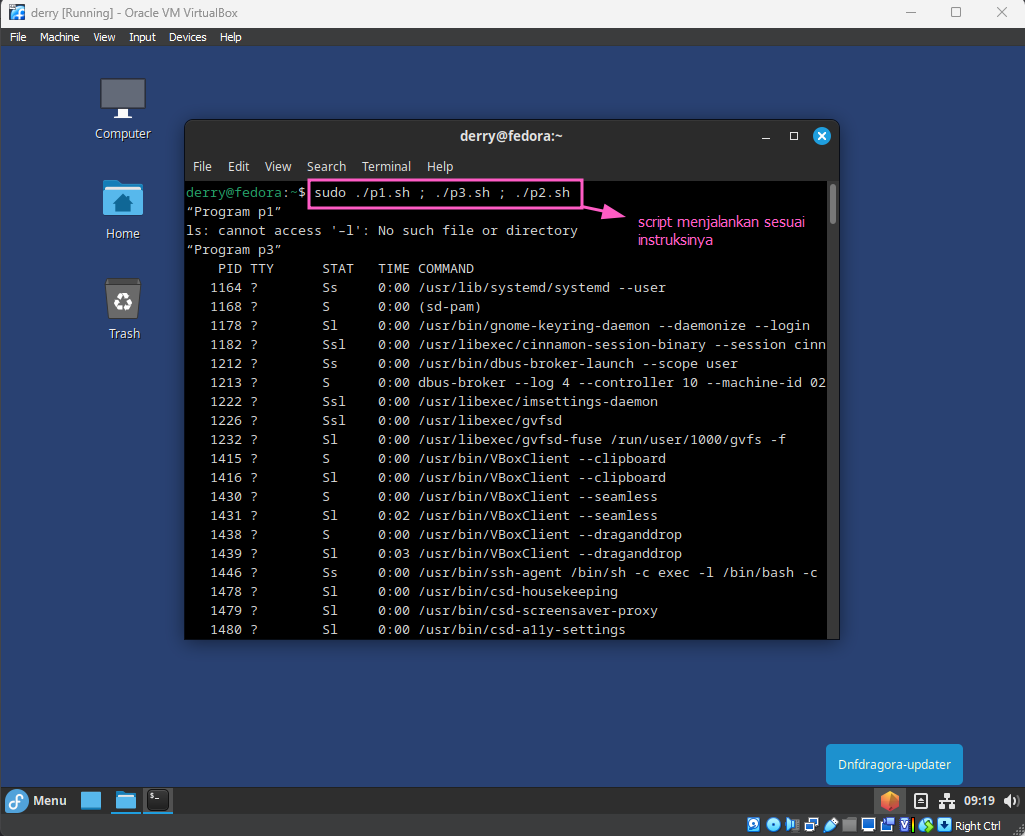 derry [Running] - Oracle VM VirtualBox
File Machine View Input Devices Help
Computer
Home
Trash
derry@fedora:~
File Edit View Search Terminal Help
derry@fedora:~$ sudo ./p1.sh ; ./p3.sh ; ./p2.sh
“Program p1”
ls: cannot access '–l': No such file or directory
“Program p3”
PID TTY STAT TIME COMMAND
1164 ? Ss 0:00 /usr/lib/systemd/systemd --user
1168 ? S 0:00 (sd-pam)
1178 ? Sl 0:00 /usr/bin/gnome-keyring-daemon --daemonize --login
1182 ? Ssl 0:00 /usr/libexec/cinnamon-session-binary --session cinn
1212 ? Ss 0:00 /usr/bin/dbus-broker-launch --scope user
1213 ? S 0:00 dbus-broker --log 4 --controller 10 --machine-id 02
1222 ? Ssl 0:00 /usr/libexec/imsettings-daemon
1226 ? Ssl 0:00 /usr/libexec/gvfsd
1232 ? Sl 0:00 /usr/libexec/gvfsd-fuse /run/user/1000/gvfs -f
1415 ? S 0:00 /usr/bin/VBoxClient --clipboard
1416 ? Sl 0:00 /usr/bin/VBoxClient --clipboard
1430 ? S 0:00 /usr/bin/VBoxClient --seamless
1431 ? Sl 0:02 /usr/bin/VBoxClient --seamless
1438 ? S 0:00 /usr/bin/VBoxClient --draganddrop
1439 ? Sl 0:03 /usr/bin/VBoxClient --draganddrop
1446 ? Ss 0:00 /usr/bin/ssh-agent /bin/sh -c exec -l /bin/bash -c
1478 ? Sl 0:00 /usr/bin/csd-housekeeping
1479 ? Sl 0:00 /usr/bin/csd-screensaver-proxy
1480 ? Sl 0:00 /usr/bin/csd-a11y-settings
script menjalankan sesuai
instruksinya
Dnfdragora-updater
Menu
09:19
Right Ctrl